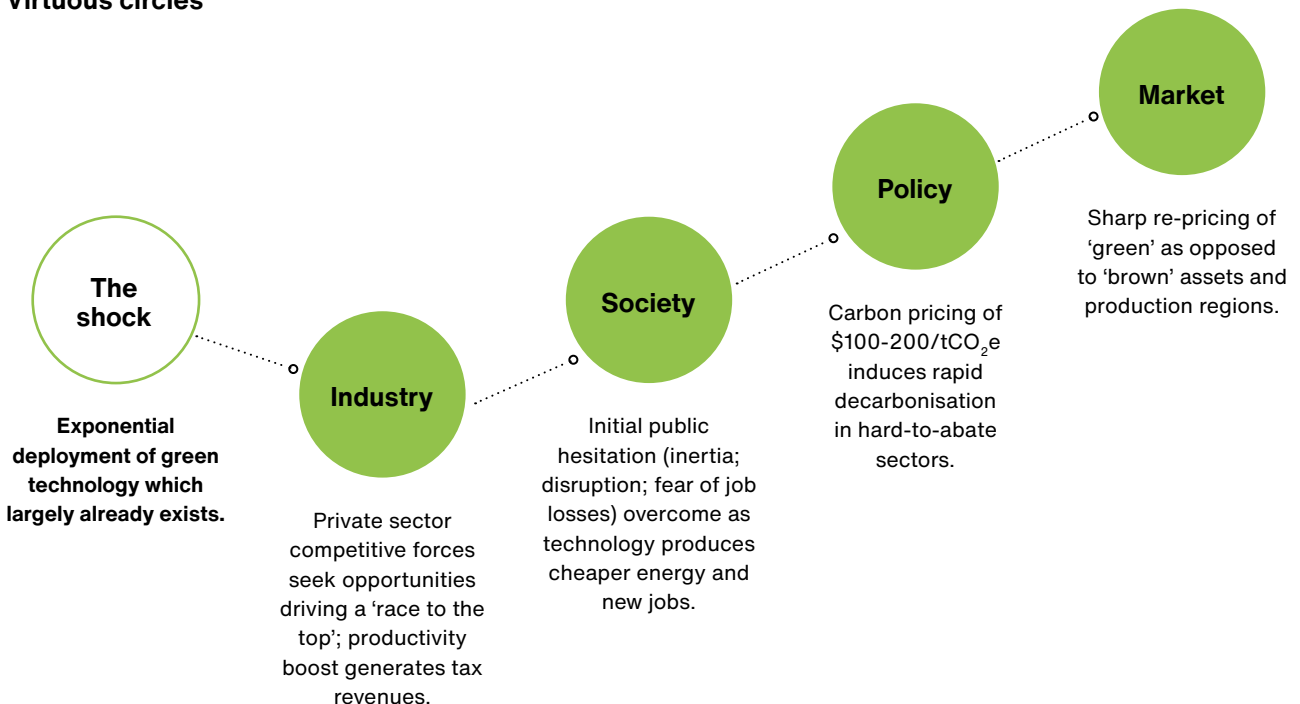 Virtuous circles
The
shock
Exponential
deployment of green
technology which
largely already exists.
Industry
Private sector
competitive forces
seek opportunities
driving a ‘race to the
top’; productivity
boost generates tax
revenues.
Society
Initial public
hesitation (inertia;
disruption; fear of job
losses) overcome as
technology produces
cheaper energy and
new jobs.
Policy
Carbon pricing of
$100-200/tCO₂e
induces rapid
decarbonisation
in hard-to-abate
sectors.
Market
Sharp re-pricing of
‘green’ as opposed
to ‘brown’ assets and
production regions.